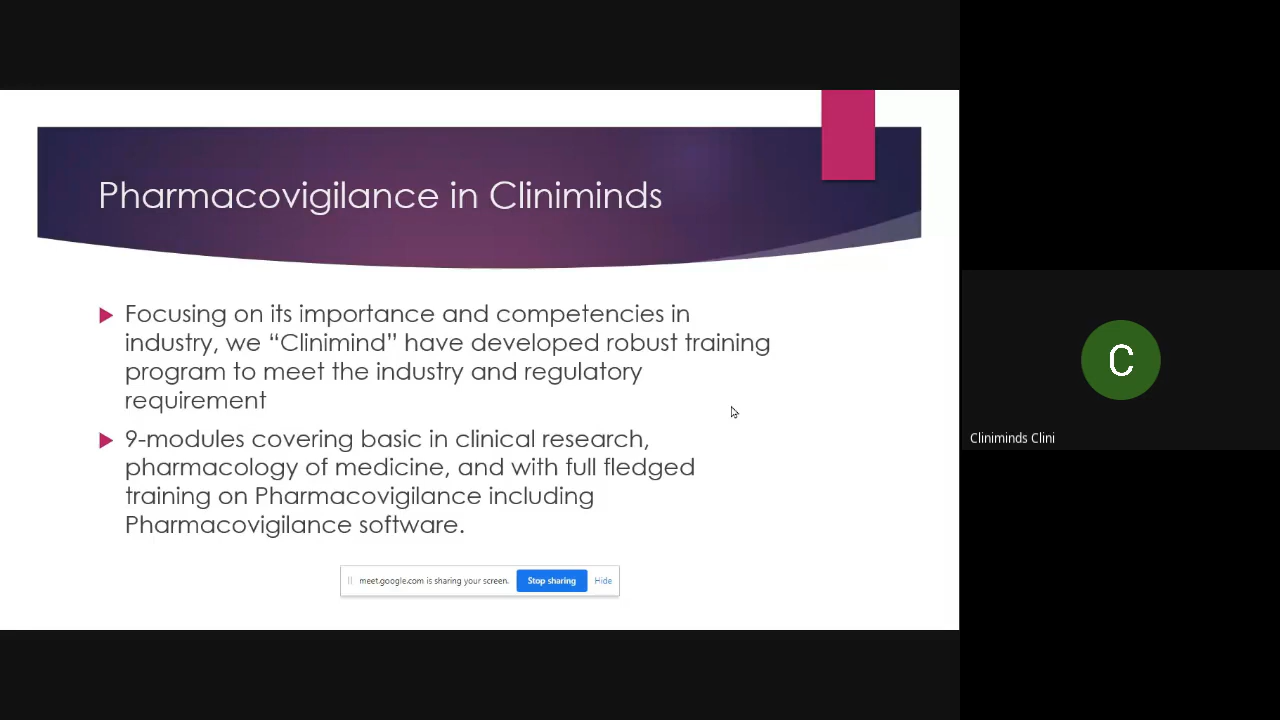 Pharmacovigilance in Cliniminds
Focusing on its importance and competencies in
industry, we “Clinimind” have developed robust training
program to meet the industry and regulatory
requirement
9-modules covering basic in clinical research,
pharmacology of medicine, and with full fledged
training on Pharmacovigilance including
Pharmacovigilance software.
meet.google.com is sharing your screen. Stop sharing Hide
C
Cliniminds Clini